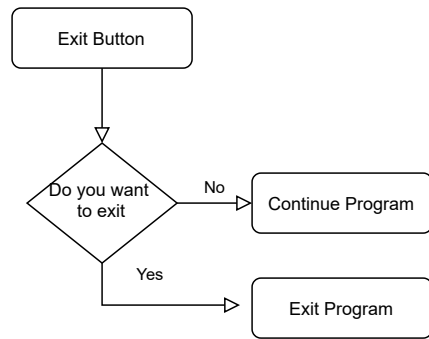 Exit Button
Do you want
to exit
No
Continue Program
Yes
Exit Program